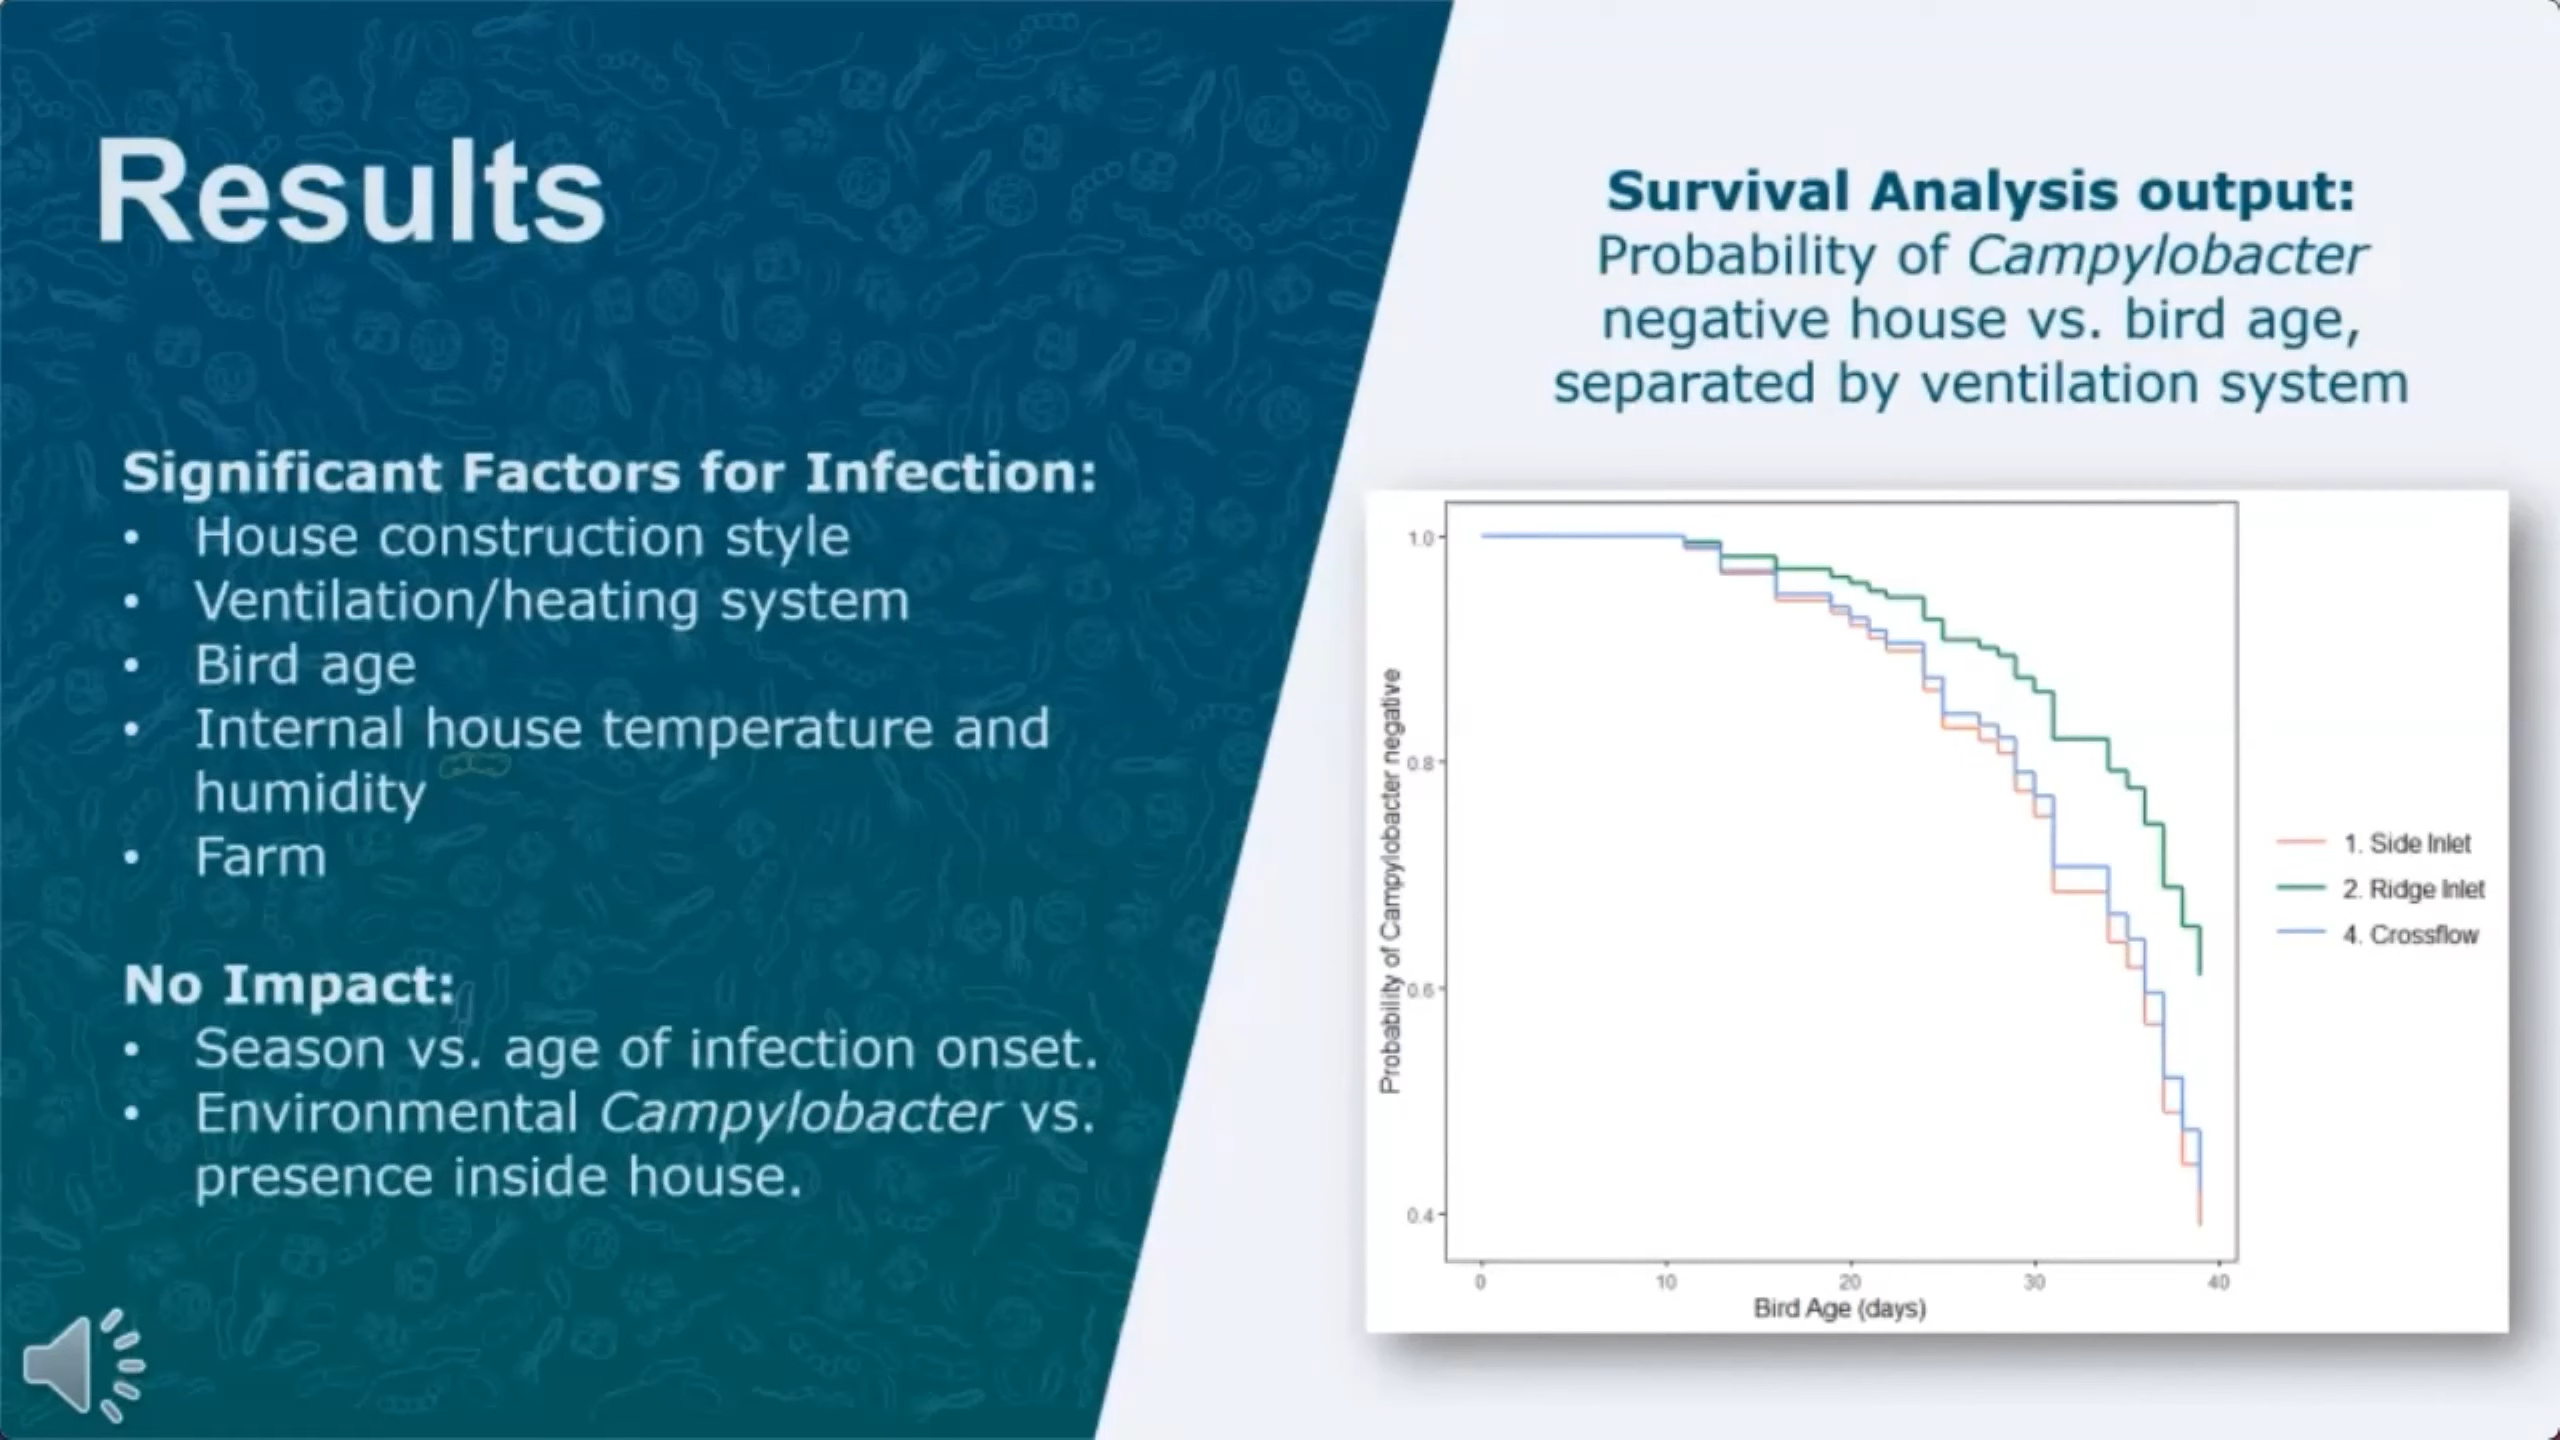 Results
Significant Factors for Infection:
• House construction style
• Ventilation/heating system
• Bird age
• Internal house temperature and
humidity
• Farm
No Impact:
• Season vs. age of infection onset.
• Environmental Campylobacter vs.
presence inside house.
Survival Analysis output:
Probability of Campylobacter
negative house vs. bird age,
separated by ventilation system
Probability of Campylobacter negative
1.0
0.8
0.6
0.4
0 10 20 30 40
Bird Age (days)
1. Side Inlet
2. Ridge Inlet
4. Crossflow